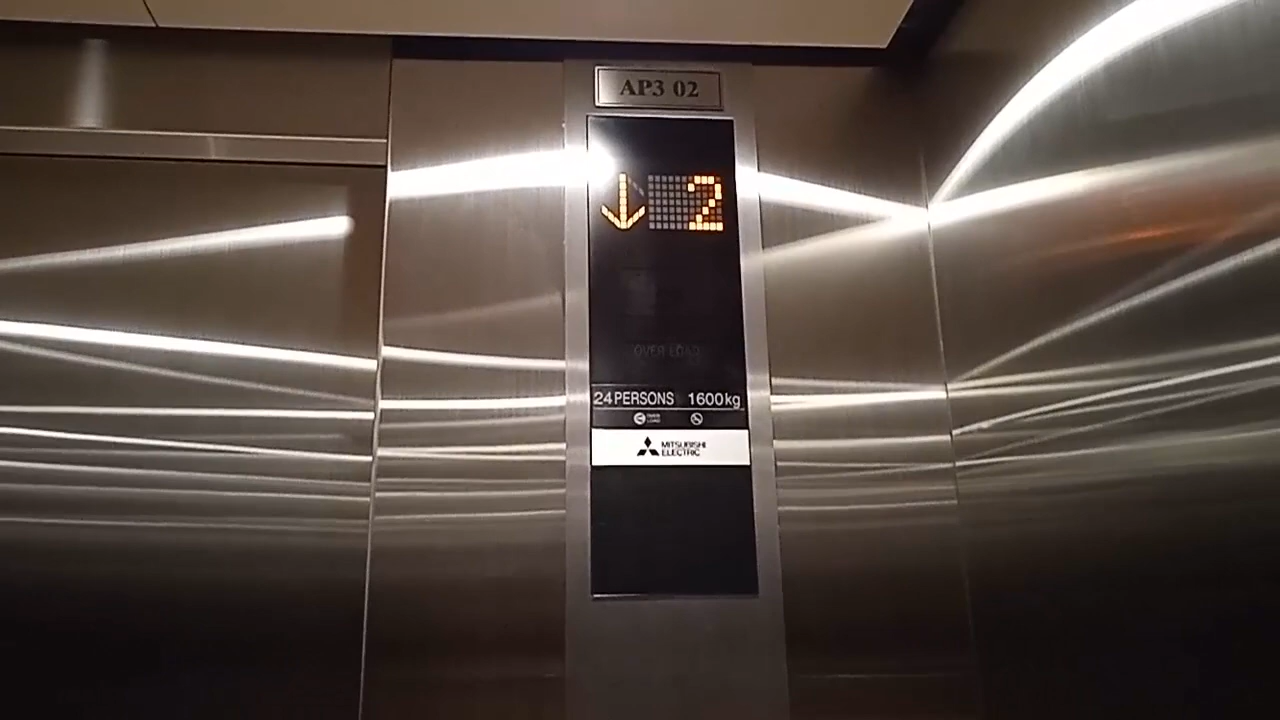 AP3 02
↓ 2
OVER LOAD
24 PERSONS 1600kg
MITSUBISHI
ELECTRIC